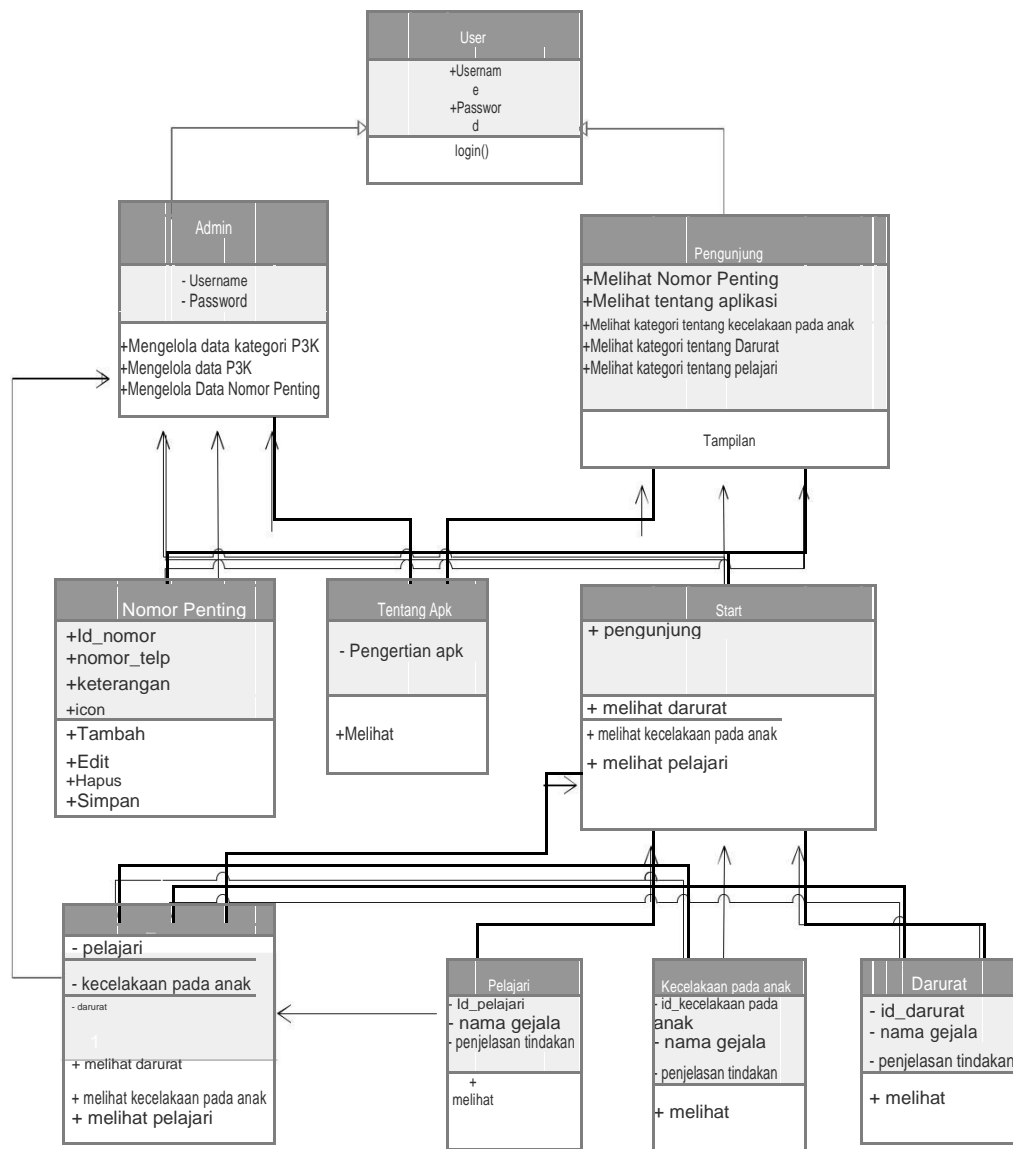 User
+Usernam
e
+Passwor
d
login()
Admin
- Username
- Password
+Mengelola data kategori P3K
+Mengelola data P3K
+Mengelola Data Nomor Penting
Pengunjung
+Melihat Nomor Penting
+Melihat tentang aplikasi
+Melihat kategori tentang kecelakaan pada anak
+Melihat kategori tentang Darurat
+Melihat kategori tentang pelajari
Tampilan
Nomor Penting
+Id_nomor
+nomor_telp
+keterangan
+icon
+Tambah
+Edit
+Hapus
+Simpan
Tentang Apk
- Pengertian apk
+Melihat
Start
+ pengunjung
+ melihat darurat
+ melihat kecelakaan pada anak
+ melihat pelajari
- pelajari
- kecelakaan pada anak
- darurat
1
+ melihat darurat
+ melihat kecelakaan pada anak
+ melihat pelajari
Pelajari
- Id_pelajari
- nama gejala
- penjelasan tindakan
+
melihat
Kecelakaan pada anak
- id_kecelakaan pada
anak
- nama gejala
- penjelasan tindakan
+ melihat
Darurat
- id_darurat
- nama gejala
- penjelasan tindakan
+ melihat